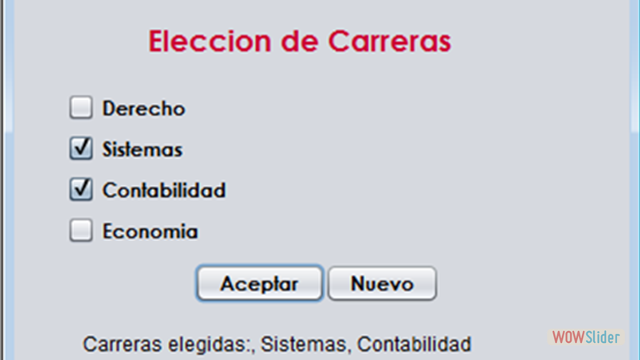 Eleccion de Carreras
Derecho
Sistemas
Contabilidad
Economia
Aceptar Nuevo
Carreras elegidas:, Sistemas, Contabilidad
WOWSlider